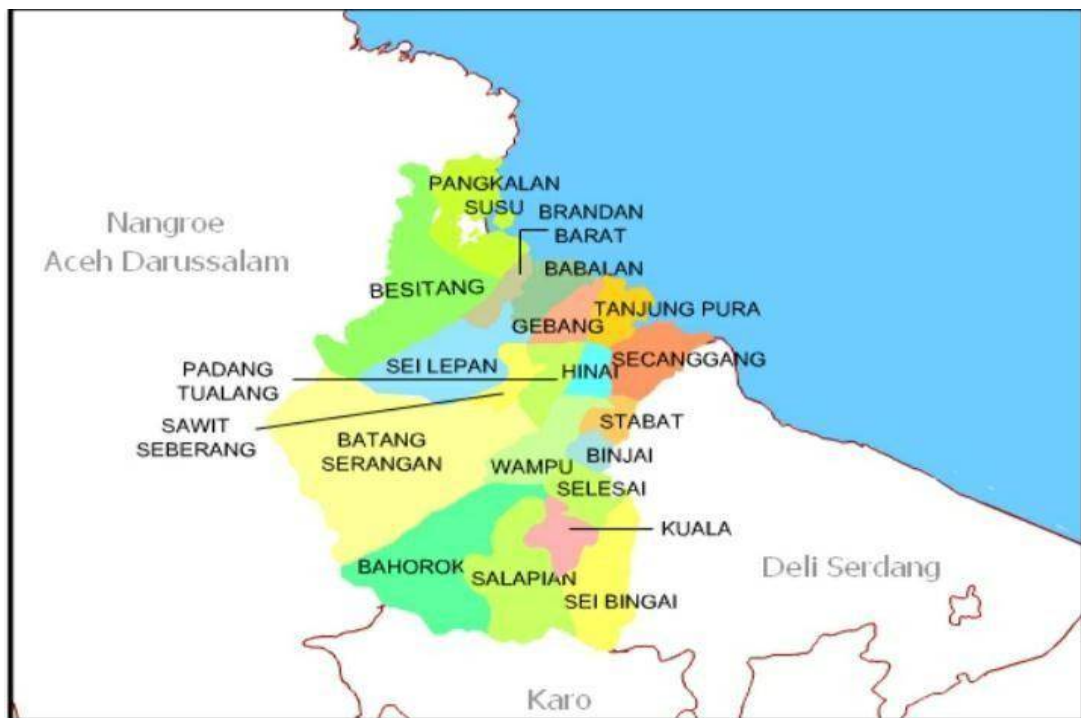 PANGKALAN
SUSU
BRANDAN
BARAT
Nangroe
Aceh Darussalam
BABALAN
BESITANG
TANJUNG PURA
GEBANG
SECANGGANG
SEI LEPAN
HINAI
PADANG
TUALANG
SAWIT
SEBERANG
STABAT
BATANG
SERANGAN
BINJAI
WAMPU
SELESAI
KUALA
BAHOROK
SALAPIAN
Deli Serdang
SEI BINGAI
Karo